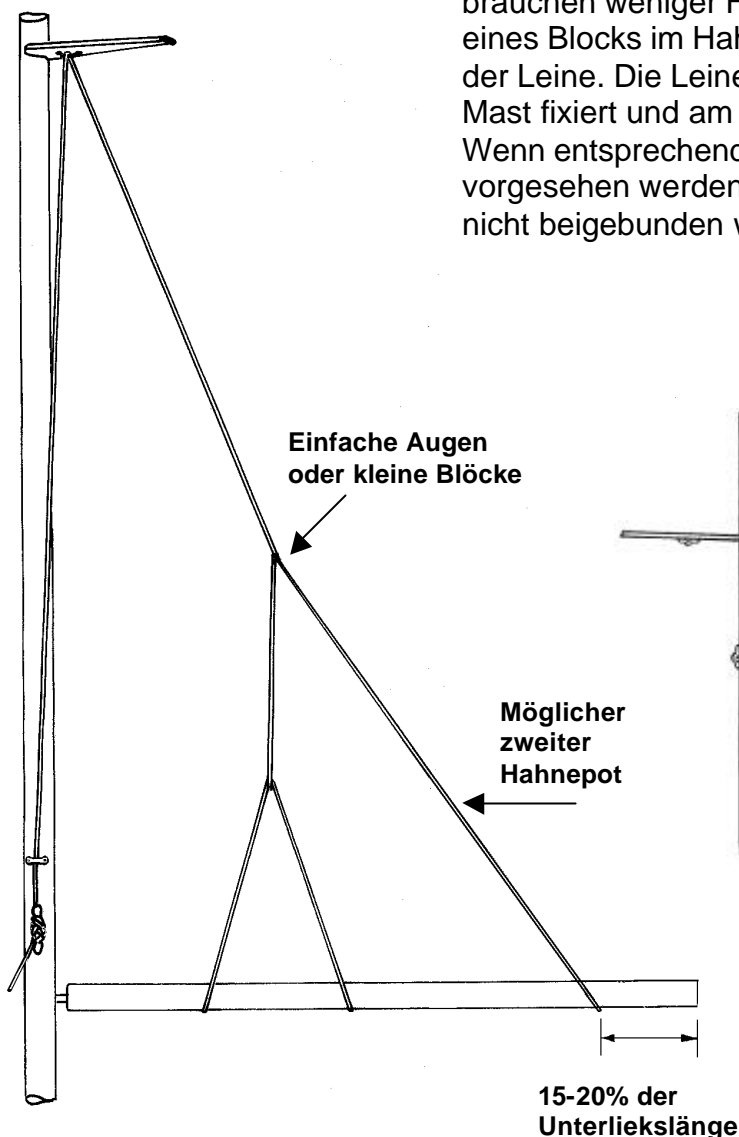 brauchen weniger
eines Blocks im
der Leine. Die Leine
Mast fixiert und am
Wenn entsprechend
vorgesehen werden
nicht beigebunden
Einfache Augen
oder kleine Blöcke
Möglicher
zweiter
Hahnepot
15-20% der
Unterliekslänge